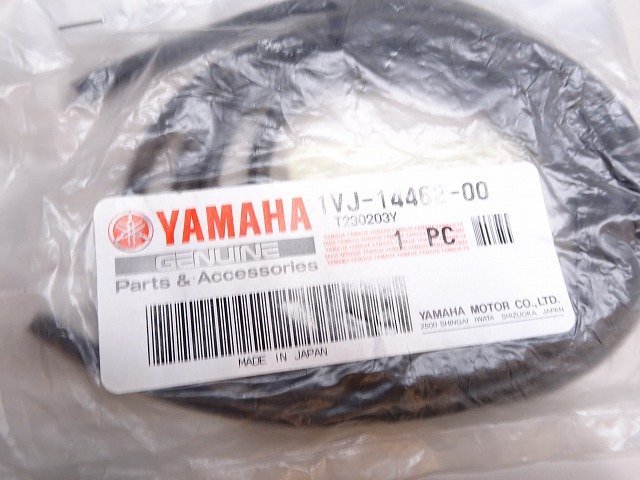 YAMAHA
GENUINE
Parts & Accessories
1VJ-14462-00
T230203Y
1 PC
YAMAHA MOTOR CO.,LTD.
2500 SHINGAI IWATA SHIZUOKA JAPAN
MADE IN JAPAN